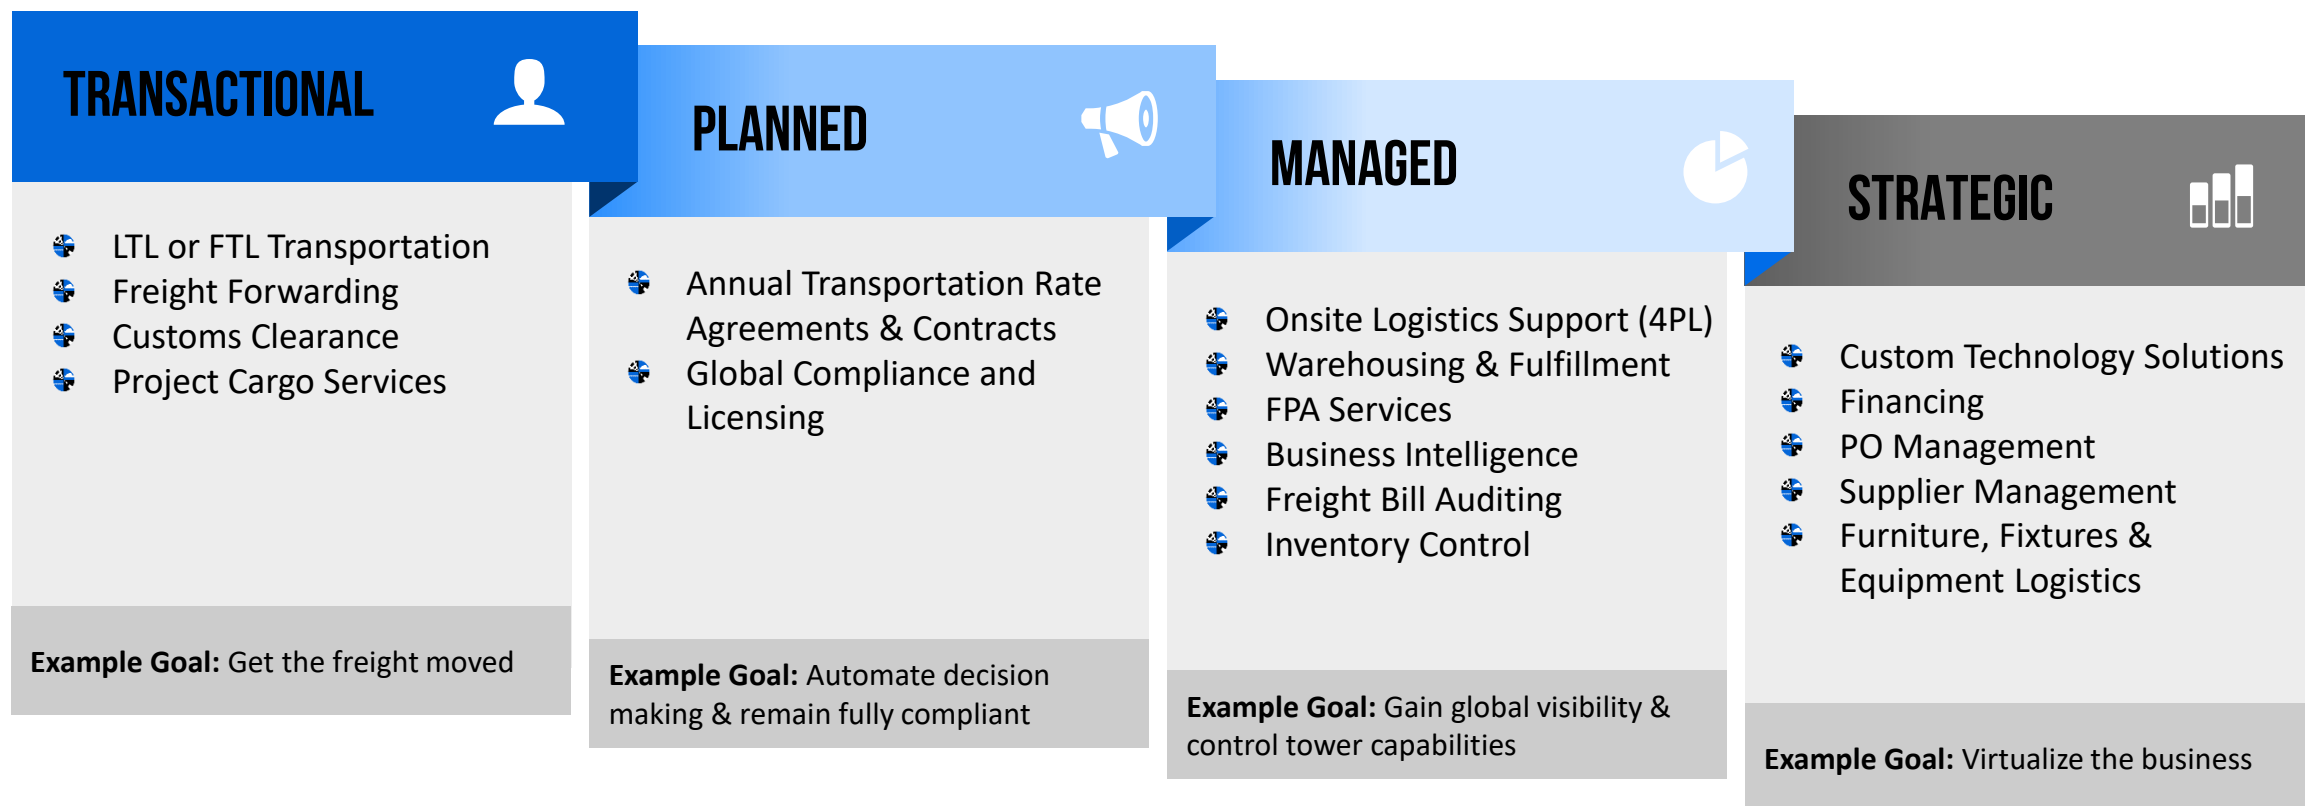 TRANSACTIONAL
LTL or FTL Transportation
Freight Forwarding
Customs Clearance
Project Cargo Services
Example Goal: Get the freight moved
PLANNED
Annual Transportation Rate
Agreements & Contracts
Global Compliance and
Licensing
Example Goal: Automate decision
making & remain fully compliant
MANAGED
Onsite Logistics Support (4PL)
Warehousing & Fulfillment
FPA Services
Business Intelligence
Freight Bill Auditing
Inventory Control
Example Goal: Gain global visibility &
control tower capabilities
STRATEGIC
Custom Technology Solutions
Financing
PO Management
Supplier Management
Furniture, Fixtures &
Equipment Logistics
Example Goal: Virtualize the business